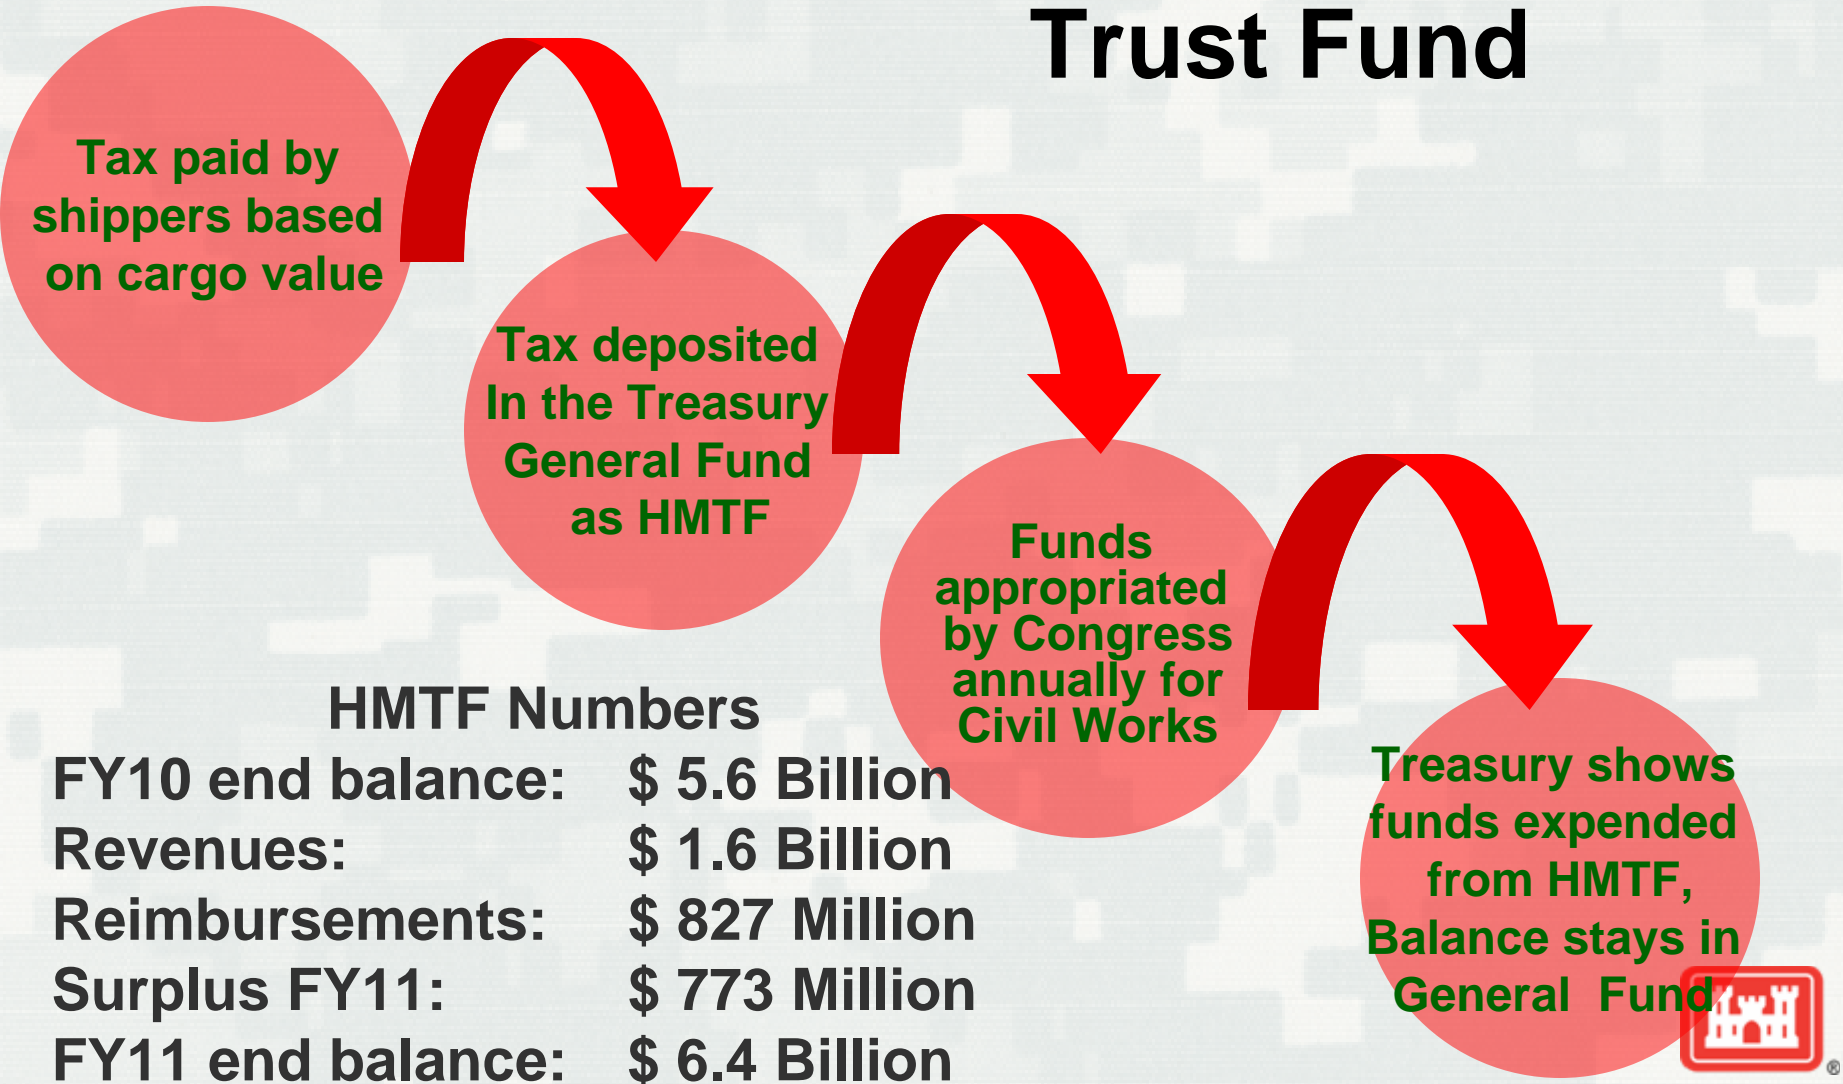 Trust Fund
Tax paid by
shippers based
on cargo value
Tax deposited
In the Treasury
General Fund
as HMTF
Funds
appropriated
by Congress
annually for
Civil Works
Treasury shows
funds expended
from HMTF,
Balance stays in
General Fund
HMTF Numbers
FY10 end balance: $ 5.6 Billion
Revenues: $ 1.6 Billion
Reimbursements: $ 827 Million
Surplus FY11: $ 773 Million
FY11 end balance: $ 6.4 Billion
®